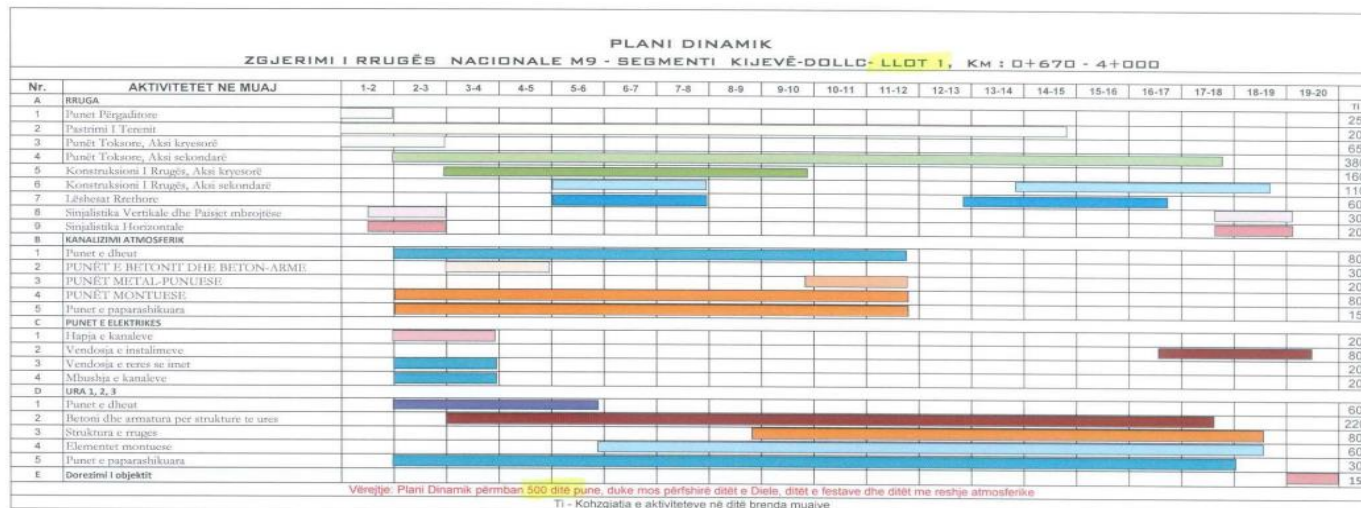 PLANI DINAMIK
ZGJERIMI I RRUGËS NACIONALE M9 - SEGMENTI KIJEVË-DOLLC- LLOT 1, KM : 0+670 - 4+000
Nr. AKTIVITETET NE MUAJ 1-2 2-3 3-4 4-5 5-6 6-7 7-8 8-9 9-10 10-11 11-12 12-13 13-14 14-15 15-16 16-17 17-18 18-19 19-20
A RRUGA Ti
1 Punet Përgaditore 25
2 Pastrimi I Terenit 20
3 Punët Toksore, Aksi kryesorë 65
4 Punët Toksore, Aksi sekondarë 380
5 Konstruksioni I Rrugës, Aksi kryesorë 160
6 Konstruksioni I Rrugës, Aksi sekondarë 110
7 Lëshesat Rrethore 60
8 Sinjalistika Vertikale dhe Paisjet mbrojtëse 30
9 Sinjalistika Horizontale 20
B KANALIZIMI ATMOSFERIK
1 Punet e dheut 80
2 PUNËT E BETONIT DHE BETON-ARME 30
3 PUNËT METAL-PUNUESE 20
4 PUNËT MONTUESE 80
5 Punet e paparashikuara 15
C PUNET E ELEKTRIKES
1 Hapja e kanaleve 20
2 Vendosja e instalimeve 80
3 Vendosja e reres se imet 20
4 Mbushja e kanaleve 20
D URA 1, 2, 3
1 Punet e dheut 60
2 Betoni dhe armatura per strukture te ures 220
3 Struktura e rruges 80
4 Elementet montuese 60
5 Punet e paparashikuara 30
E Dorezimi I objektit 15
Vërejtje: Plani Dinamik përmban 500 ditë pune, duke mos përfshirë ditët e Diele, ditët e festave dhe ditët me reshje atmosferike
Ti - Kohzgjatja e aktiviteteve në ditë brenda muajve